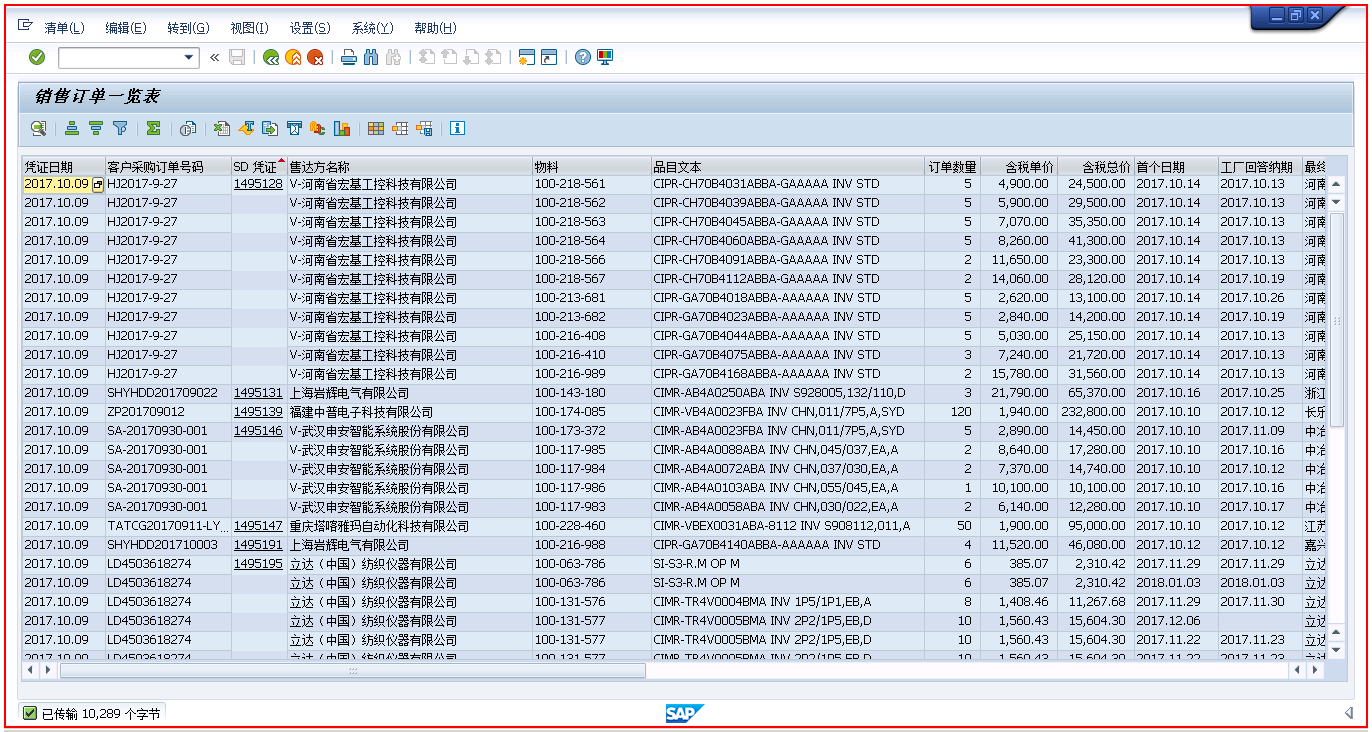 清单(L) 编辑(E) 转到(G) 视图(I) 设置(S) 系统(Y) 帮助(H)
销售订单一览表
凭证日期 客户采购订单号码 SD 凭证 售达方名称 物料 品目文本 订单数量 含税单价 含税总价 首个日期 工厂回答纳期 最终
2017.10.09 HJ2017-9-27 1495128 V-河南省宏基工控科技有限公司 100-218-561 CIPR-CH70B4031ABBA-GAAAAA INV STD 5 4,900.00 24,500.00 2017.10.14 2017.10.13 河南
2017.10.09 HJ2017-9-27 V-河南省宏基工控科技有限公司 100-218-562 CIPR-CH70B4039ABBA-GAAAAA INV STD 5 5,900.00 29,500.00 2017.10.14 2017.10.13 河南
2017.10.09 HJ2017-9-27 V-河南省宏基工控科技有限公司 100-218-563 CIPR-CH70B4045ABBA-GAAAAA INV STD 5 7,070.00 35,350.00 2017.10.14 2017.10.13 河南
2017.10.09 HJ2017-9-27 V-河南省宏基工控科技有限公司 100-218-564 CIPR-CH70B4060ABBA-GAAAAA INV STD 5 8,260.00 41,300.00 2017.10.14 2017.10.13 河南
2017.10.09 HJ2017-9-27 V-河南省宏基工控科技有限公司 100-218-566 CIPR-CH70B4091ABBA-GAAAAA INV STD 2 11,650.00 23,300.00 2017.10.14 2017.10.13 河南
2017.10.09 HJ2017-9-27 V-河南省宏基工控科技有限公司 100-218-567 CIPR-CH70B4112ABBA-GAAAAA INV STD 2 14,060.00 28,120.00 2017.10.14 2017.10.19 河南
2017.10.09 HJ2017-9-27 V-河南省宏基工控科技有限公司 100-213-681 CIPR-GA70B4018ABBA-AAAAAA INV STD 5 2,620.00 13,100.00 2017.10.14 2017.10.26 河南
2017.10.09 HJ2017-9-27 V-河南省宏基工控科技有限公司 100-213-682 CIPR-GA70B4023ABBA-AAAAAA INV STD 5 2,840.00 14,200.00 2017.10.14 2017.10.19 河南
2017.10.09 HJ2017-9-27 V-河南省宏基工控科技有限公司 100-216-408 CIPR-GA70B4044ABBA-AAAAAA INV STD 5 5,030.00 25,150.00 2017.10.14 2017.10.13 河南
2017.10.09 HJ2017-9-27 V-河南省宏基工控科技有限公司 100-216-410 CIPR-GA70B4075ABBA-AAAAAA INV STD 3 7,240.00 21,720.00 2017.10.14 2017.10.13 河南
2017.10.09 HJ2017-9-27 V-河南省宏基工控科技有限公司 100-216-989 CIPR-GA70B4168ABBA-AAAAAA INV STD 2 15,780.00 31,560.00 2017.10.14 2017.10.13 河南
2017.10.09 SHYHDD201709022 1495131 上海岩辉电气有限公司 100-143-180 CIMR-AB4A0250ABA INV S928005,132/110,D 3 21,790.00 65,370.00 2017.10.16 2017.10.25 浙江
2017.10.09 ZP201709012 1495139 福建中普电子科技有限公司 100-174-085 CIMR-VB4A0023FBA INV CHN,011/7P5,A,SYD 120 1,940.00 232,800.00 2017.10.10 2017.10.12 长乐
2017.10.09 SA-20170930-001 1495146 V-武汉申安智能系统股份有限公司 100-173-372 CIMR-AB4A0023FBA INV CHN,011/7P5,A,SYD 5 2,890.00 14,450.00 2017.10.10 2017.11.09 中冶
2017.10.09 SA-20170930-001 V-武汉申安智能系统股份有限公司 100-117-985 CIMR-AB4A0088ABA INV CHN,045/037,EA,A 2 8,640.00 17,280.00 2017.10.10 2017.10.16 中冶
2017.10.09 SA-20170930-001 V-武汉申安智能系统股份有限公司 100-117-984 CIMR-AB4A0072ABA INV CHN,037/030,EA,A 2 7,370.00 14,740.00 2017.10.10 2017.10.12 中冶
2017.10.09 SA-20170930-001 V-武汉申安智能系统股份有限公司 100-117-986 CIMR-AB4A0103ABA INV CHN,055/045,EA,A 1 10,100.00 10,100.00 2017.10.10 2017.10.16 中冶
2017.10.09 SA-20170930-001 V-武汉申安智能系统股份有限公司 100-117-983 CIMR-AB4A0058ABA INV CHN,030/022,EA,A 2 6,140.00 12,280.00 2017.10.10 2017.10.17 中冶
2017.10.09 TATCG20170911-LY... 1495147 重庆塔喀雅玛自动化科技有限公司 100-228-460 CIMR-VBEX0031ABA-8112 INV S908112,011,A 50 1,900.00 95,000.00 2017.10.10 2017.10.12 江苏
2017.10.09 SHYHDD201710003 1495191 上海岩辉电气有限公司 100-216-988 CIPR-GA70B4140ABBA-AAAAAA INV STD 4 11,520.00 46,080.00 2017.10.12 2017.10.12 嘉兴
2017.10.09 LD4503618274 1495195 立达（中国）纺织仪器有限公司 100-063-786 SI-S3-R.M OP M 6 385.07 2,310.42 2017.11.29 2017.11.29 立达
2017.10.09 LD4503618274 立达（中国）纺织仪器有限公司 100-063-786 SI-S3-R.M OP M 6 385.07 2,310.42 2018.01.03 2018.01.03 立达
2017.10.09 LD4503618274 立达（中国）纺织仪器有限公司 100-131-576 CIMR-TR4V0004BMA INV 1P5/1P1,EB,A 8 1,408.46 11,267.68 2017.11.29 2017.11.30 立达
2017.10.09 LD4503618274 立达（中国）纺织仪器有限公司 100-131-577 CIMR-TR4V0005BMA INV 2P2/1P5,EB,D 10 1,560.43 15,604.30 2017.12.06 立达
2017.10.09 LD4503618274 立达（中国）纺织仪器有限公司 100-131-577 CIMR-TR4V0005BMA INV 2P2/1P5,EB,D 10 1,560.43 15,604.30 2017.11.22 2017.11.23 立达
2017.10.09 LD4503618274 立达（中国）纺织仪器有限公司 100-131-577 CIMR-TR4V0005BMA INV 2P2/1P5,EB,D 10 1,560.43 15,604.30 2017.11.22 2017.11.23 立达
已传输 10,289 个字节 SAP